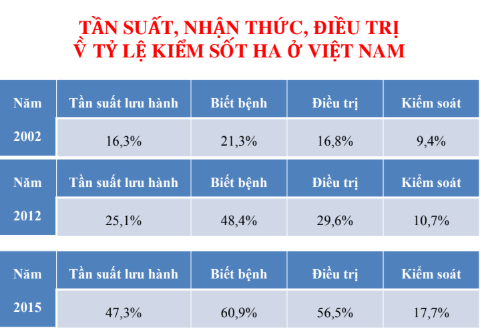 TẦN SUẤT, NHẬN THỨC, ĐIỀU TRỊ
V̀ TỶ LỆ KIỂM SỐT HA Ở VIỆT NAM
Năm Tần suất lưu hành Biết bệnh Điều trị Kiểm soát
2002 16,3% 21,3% 16,8% 9,4%
Năm Tần suất lưu hành Biết bệnh Điều trị Kiểm soát
2012 25,1% 48,4% 29,6% 10,7%
Năm Tần suất lưu hành Biết bệnh Điều trị Kiểm soát
2015 47,3% 60,9% 56,5% 17,7%